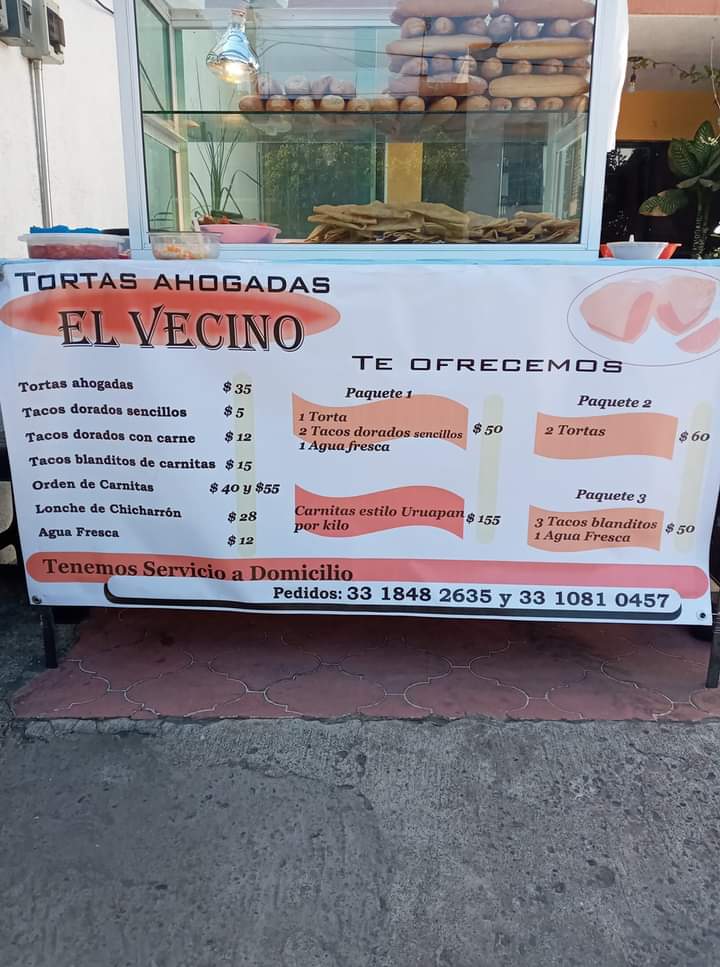 TORTAS AHOGADAS
EL VECINO
Tortas ahogadas $ 35
Tacos dorados sencillos $ 5
Tacos dorados con carne $ 12
Tacos blanditos de carnitas $ 15
Orden de Carnitas $ 40 y $55
Lonche de Chicharrón $ 28
Agua Fresca $ 12
TE OFRECEMOS
Paquete 1
1 Torta
2 Tacos dorados sencillos $ 50
1 Agua fresca
Carnitas estilo Uruapan $ 155
por kilo
Paquete 2
2 Tortas $ 60
Paquete 3
3 Tacos blanditos $ 50
1 Agua Fresca
Tenemos Servicio a Domicilio
Pedidos: 33 1848 2635 y 33 1081 0457